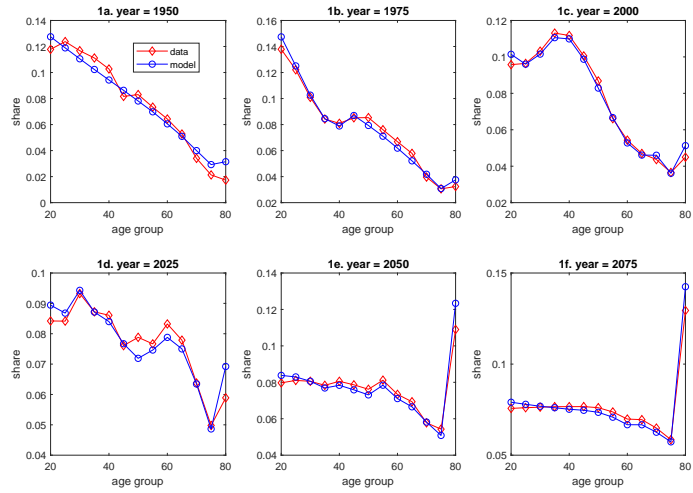 1a. year = 1950
0.14
0.12
0.1
0.08
0.06
0.04
0.02
0
share
20 40 60 80
age group
data
model
1b. year = 1975
0.16
0.14
0.12
0.1
0.08
0.06
0.04
0.02
share
20 40 60 80
age group
1c. year = 2000
0.12
0.1
0.08
0.06
0.04
0.02
share
20 40 60 80
age group
1d. year = 2025
0.1
0.09
0.08
0.07
0.06
0.05
0.04
share
20 40 60 80
age group
1e. year = 2050
0.14
0.12
0.1
0.08
0.06
0.04
share
20 40 60 80
age group
1f. year = 2075
0.15
0.1
0.05
share
20 40 60 80
age group